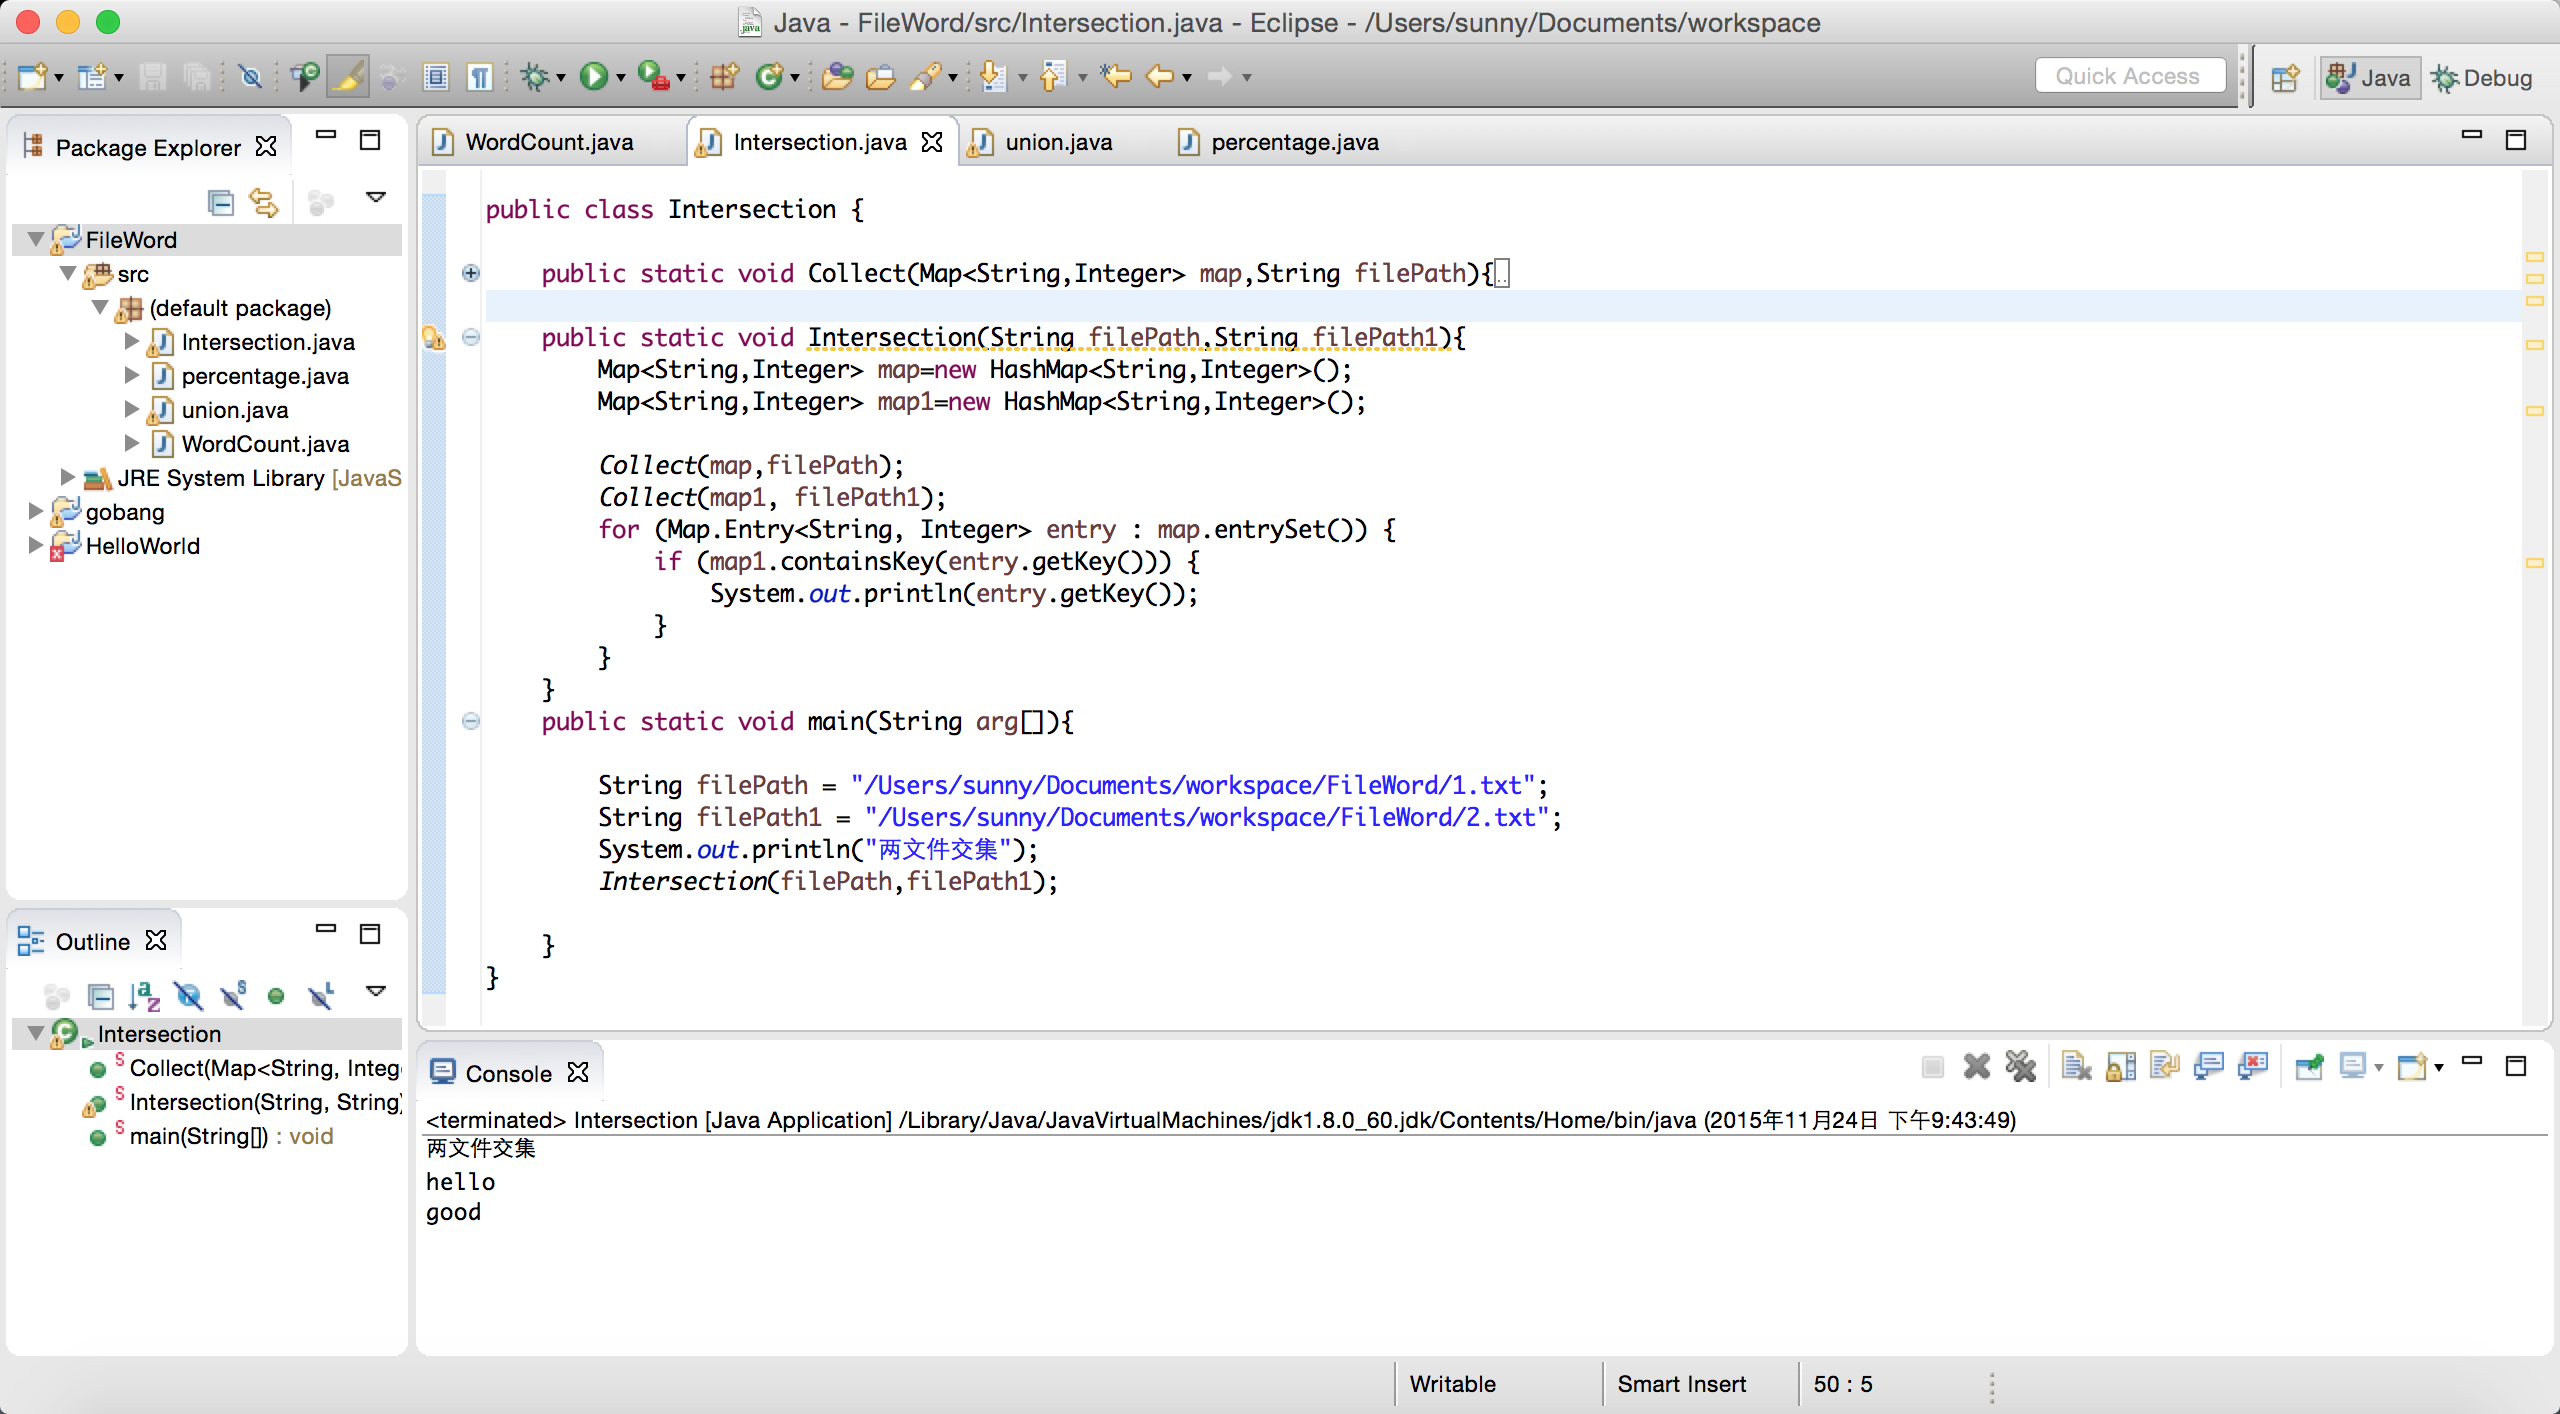 Java - FileWord/src/Intersection.java - Eclipse - /Users/sunny/Documents/workspace
Quick Access
Java
Debug
Package Explorer
FileWord
src
(default package)
Intersection.java
percentage.java
union.java
WordCount.java
JRE System Library [JavaS
gobang
HelloWorld
WordCount.java
Intersection.java
union.java
percentage.java
public class Intersection {
public static void Collect(Map<String,Integer> map,String filePath){..
public static void Intersection(String filePath,String filePath1){
Map<String,Integer> map=new HashMap<String,Integer>();
Map<String,Integer> map1=new HashMap<String,Integer>();
Collect(map,filePath);
Collect(map1, filePath1);
for (Map.Entry<String, Integer> entry : map.entrySet()) {
if (map1.containsKey(entry.getKey())) {
System.out.println(entry.getKey());
}
}
}
public static void main(String arg[]){
String filePath = "/Users/sunny/Documents/workspace/FileWord/1.txt";
String filePath1 = "/Users/sunny/Documents/workspace/FileWord/2.txt";
System.out.println("两文件交集");
Intersection(filePath,filePath1);
}
}
Outline
Intersection
Collect(Map<String, Integ
Intersection(String, String)
main(String[]) : void
Console
<terminated> Intersection [Java Application] /Library/Java/JavaVirtualMachines/jdk1.8.0_60.jdk/Contents/Home/bin/java (2015年11月24日 下午9:43:49)
两文件交集
hello
good
Writable
Smart Insert
50 : 5